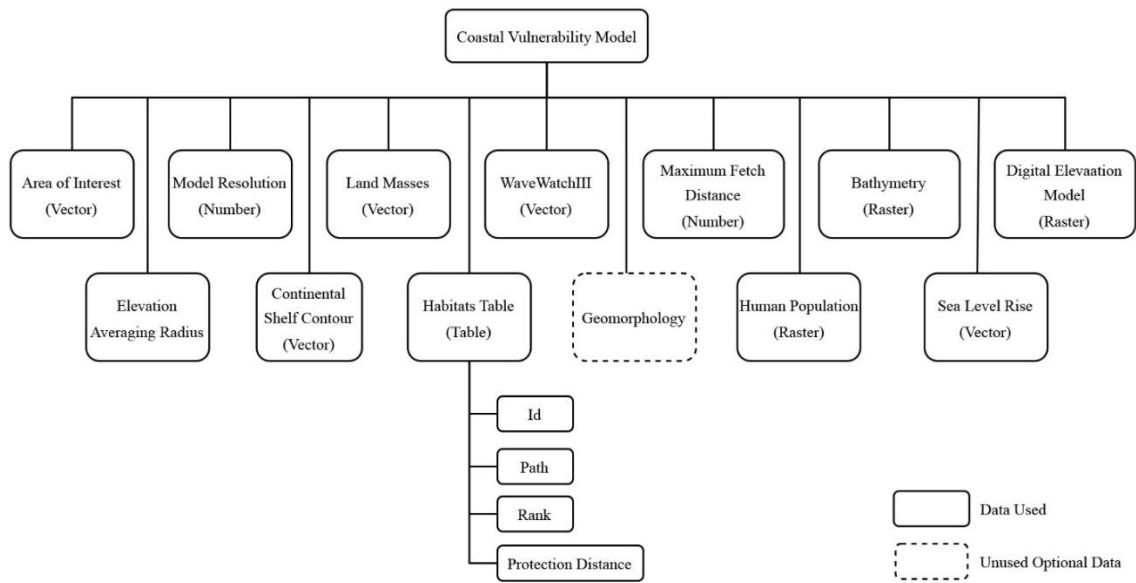 Coastal Vulnerability Model
Area of Interest
(Vector)
Model Resolution
(Number)
Land Masses
(Vector)
WaveWatchIII
(Vector)
Maximum Fetch
Distance
(Number)
Bathymetry
(Raster)
Digital Elevaation
Model
(Raster)
Elevation
Averaging Radius
Continental
Shelf Contour
(Vector)
Habitats Table
(Table)
Geomorphology
Human Population
(Raster)
Sea Level Rise
(Vector)
Id
Path
Rank
Protection Distance
Data Used
Unused Optional Data